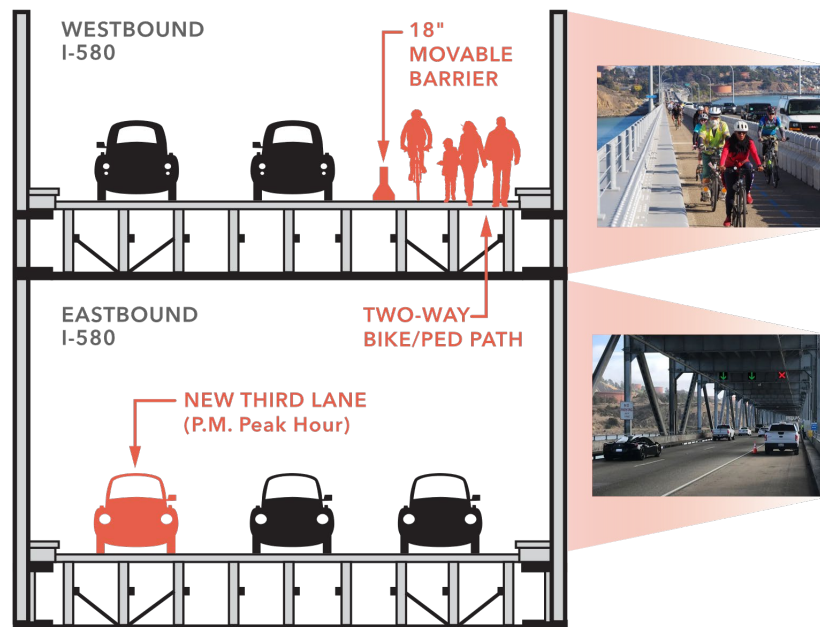 WESTBOUND
I-580
18"
MOVABLE
BARRIER
EASTBOUND
I-580
TWO-WAY
BIKE/PED PATH
NEW THIRD LANE
(P.M. Peak Hour)